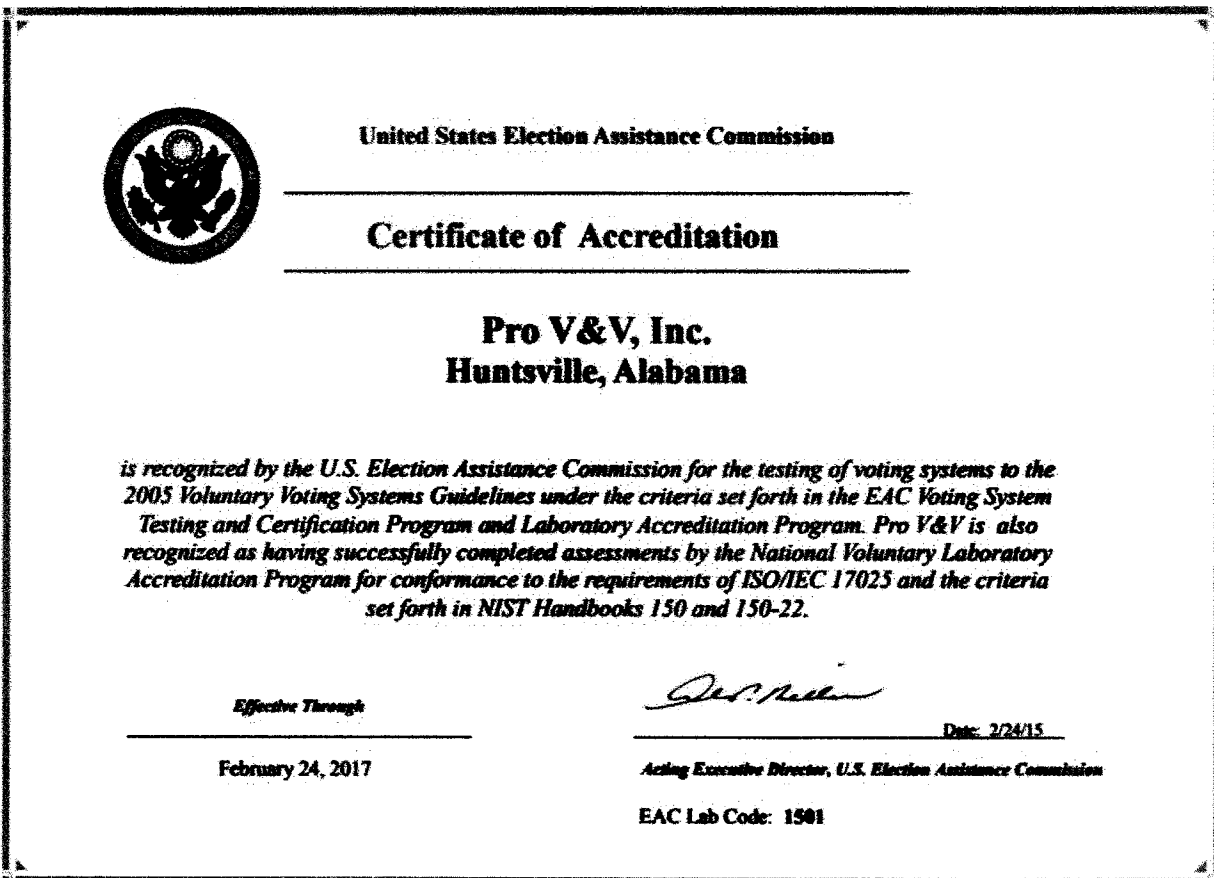 United States Election Assistance Commission
Certificate of Accreditation
Pro V&V, Inc.
Huntsville, Alabama
is recognized by the U.S. Election Assistance Commission for the testing of voting systems to the
2005 Voluntary Voting Systems Guidelines under the criteria set forth in the EAC Voting System
Testing and Certification Program and Laboratory Accreditation Program. Pro V&V is also
recognized as having successfully completed assessments by the National Voluntary Laboratory
Accreditation Program for conformance to the requirements of ISO/IEC 17025 and the criteria
set forth in NIST Handbooks 150 and 150-22.
Effective Through
February 24, 2017
Date: 2/24/15
Acting Executive Director, U.S. Election Assistance Commission
EAC Lab Code: 1501